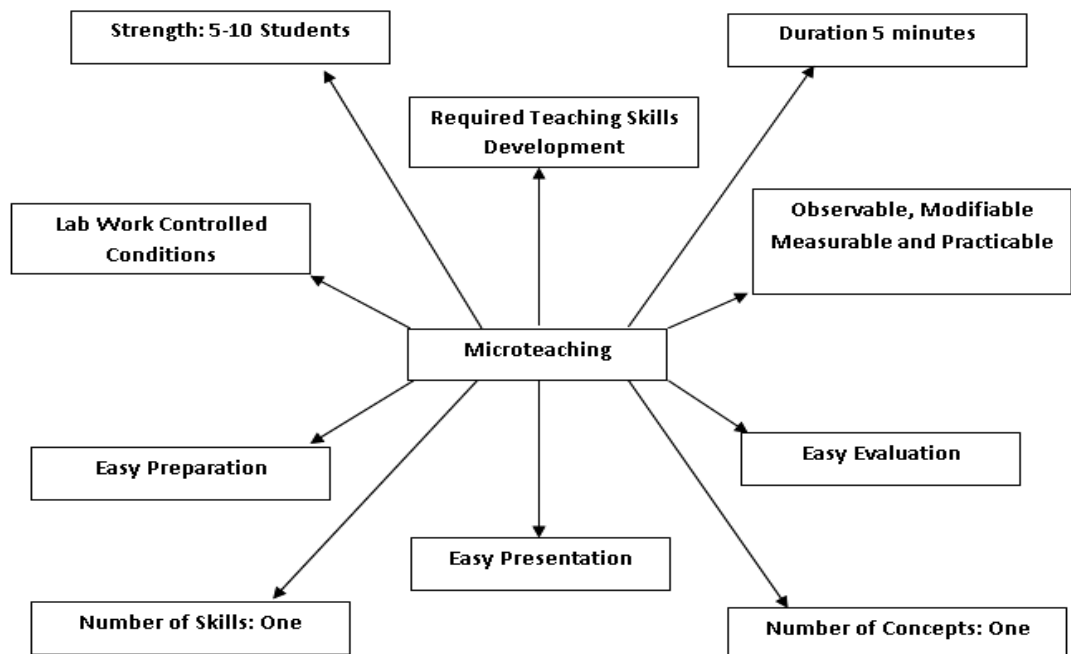 Strength: 5-10 Students
Duration 5 minutes
Required Teaching Skills
Development
Lab Work Controlled
Conditions
Observable, Modifiable
Measurable and Practicable
Microteaching
Easy Preparation
Easy Evaluation
Easy Presentation
Number of Skills: One
Number of Concepts: One